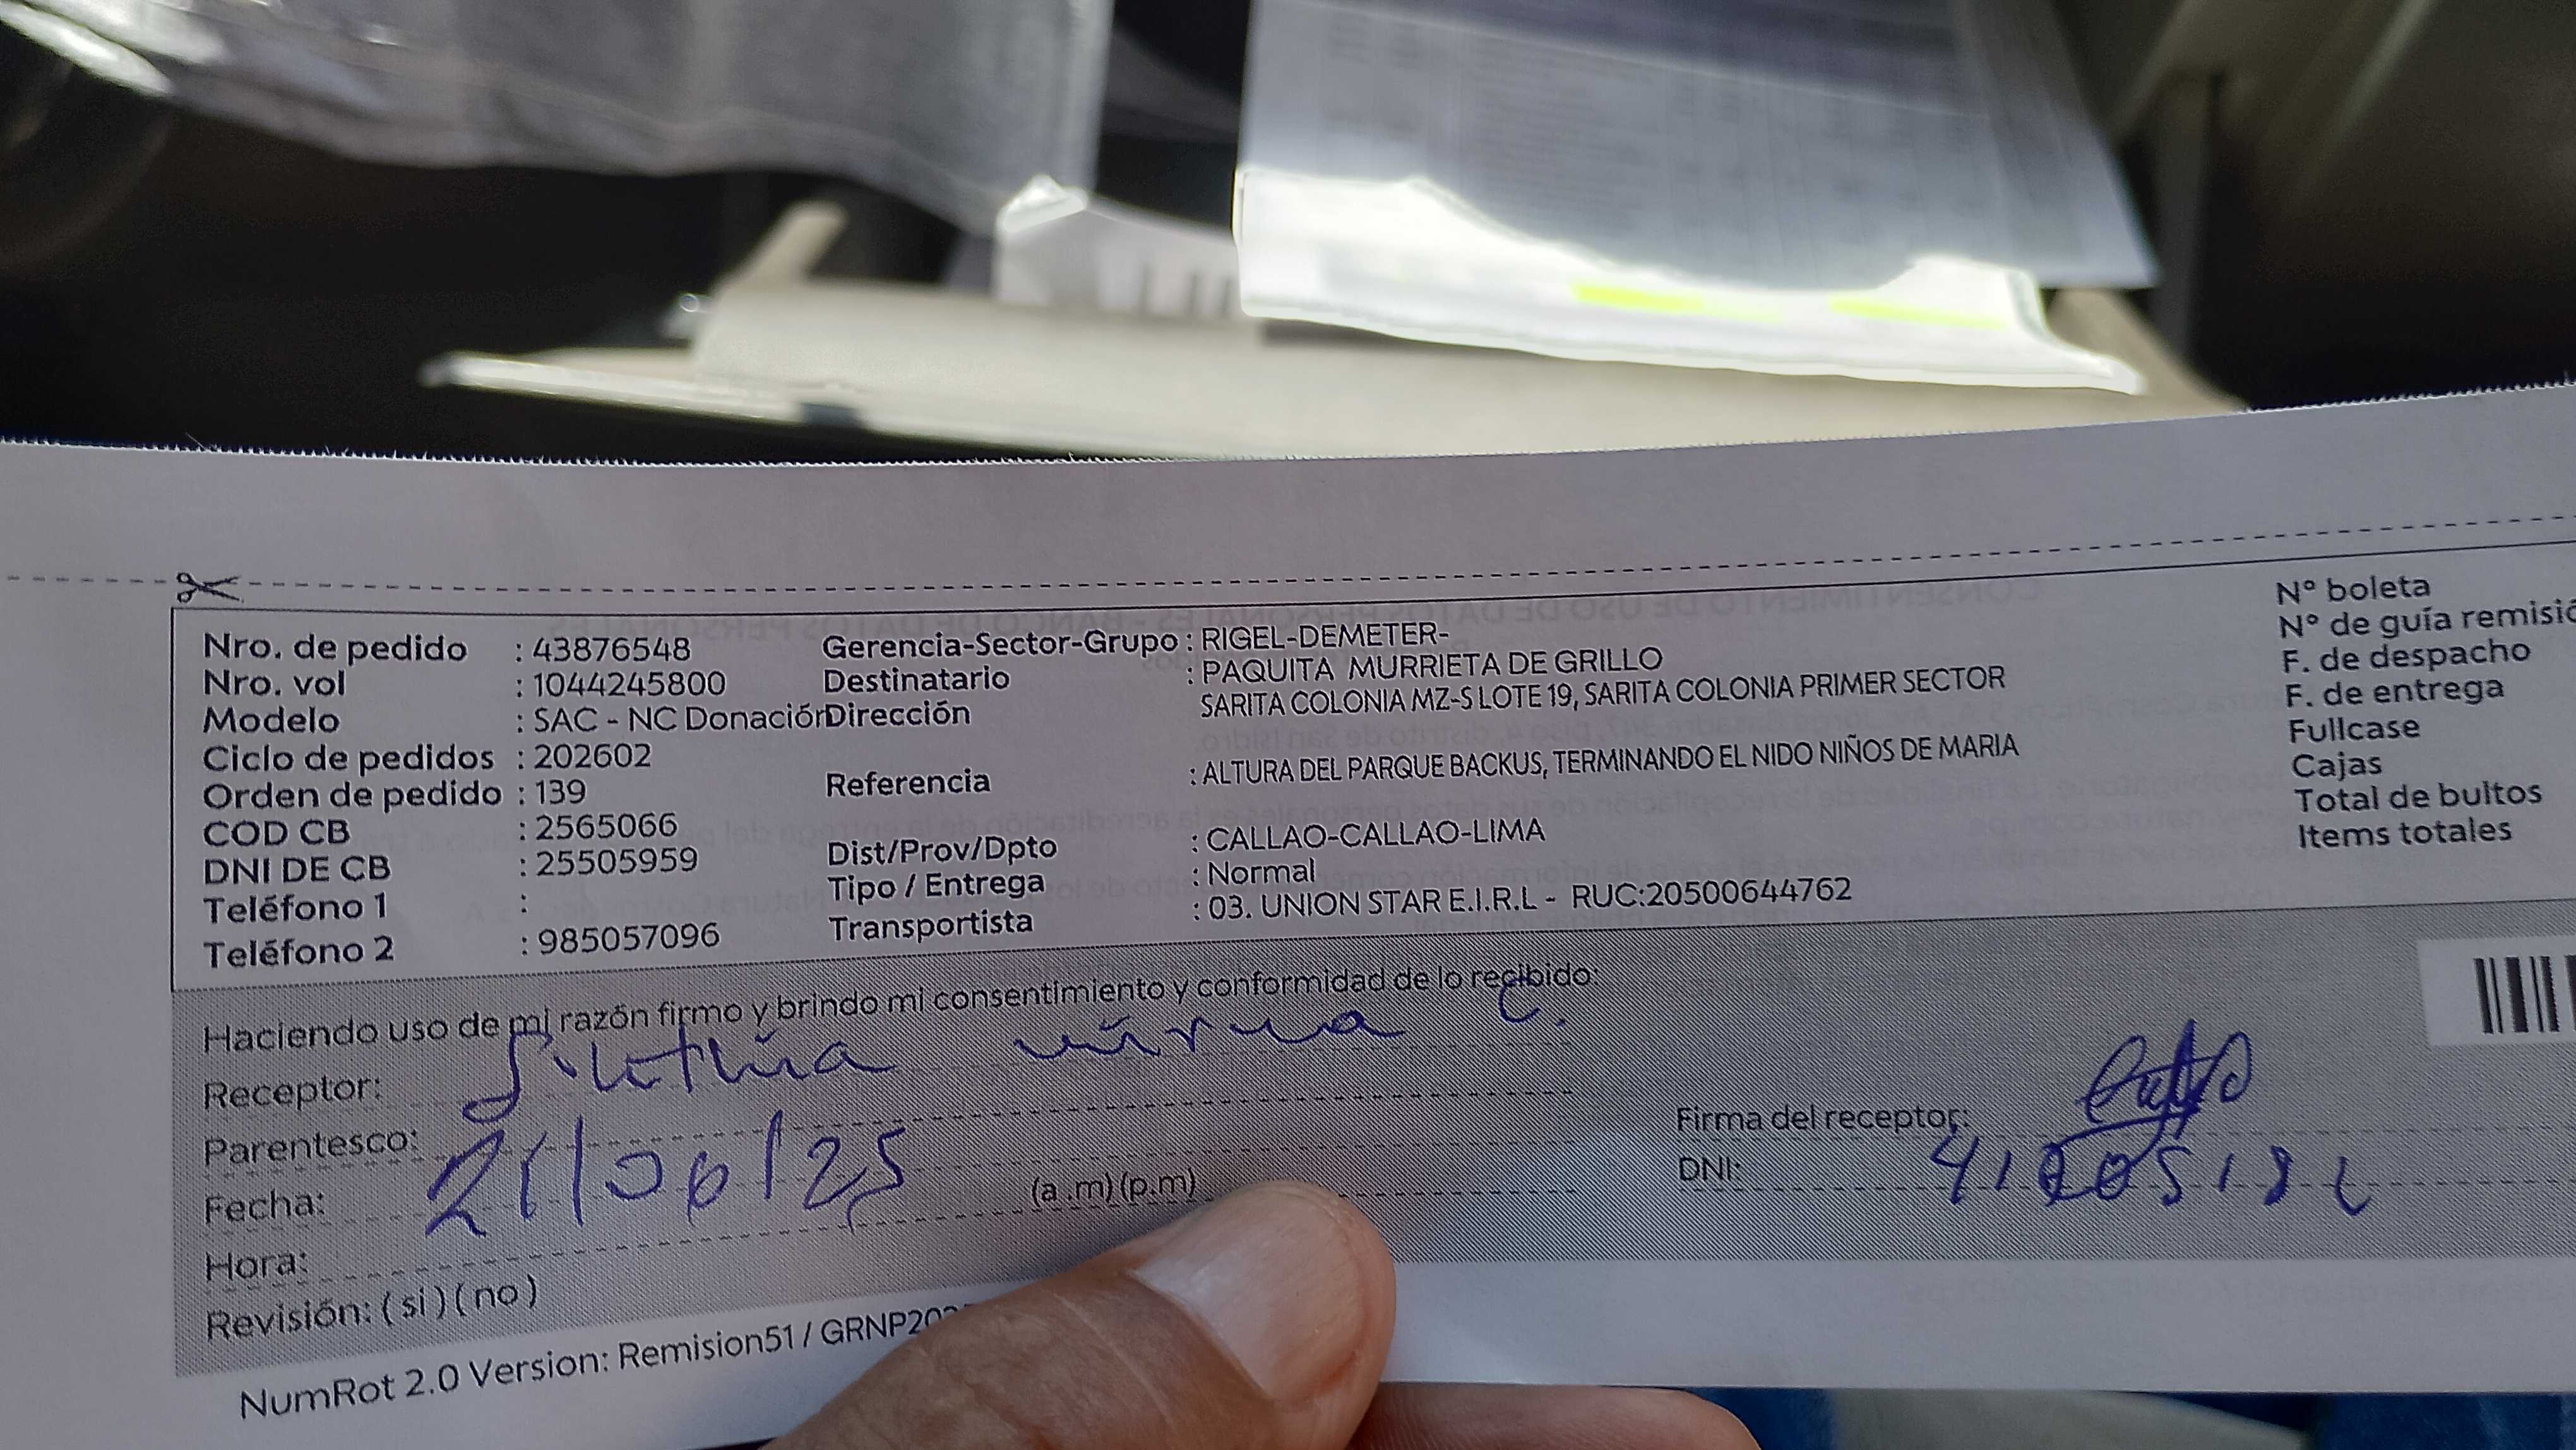 Nro. de pedido : 43876548
Nro. vol : 1044245800
Modelo : SAC - NC Donación
Ciclo de pedidos : 202602
Orden de pedido : 139
COD CB : 2565066
DNI DE CB : 25505959
Teléfono 1 :
Teléfono 2 : 985057096
Gerencia-Sector-Grupo : RIGEL-DEMETER-
Destinatario : PAQUITA MURRIETA DE GRILLO
Dirección SARITA COLONIA MZ-S LOTE 19, SARITA COLONIA PRIMER SECTOR
Referencia : ALTURA DEL PARQUE BACKUS, TERMINANDO EL NIDO NIÑOS DE MARIA
Dist/Prov/Dpto : CALLAO-CALLAO-LIMA
Tipo / Entrega : Normal
Transportista : 03. UNION STAR E.I.R.L - RUC:20500644762
N° boleta
N° de guía remisió
F. de despacho
F. de entrega
Fullcase
Cajas
Total de bultos
Items totales
Haciendo uso de mi razón firmo y brindo mi consentimiento y conformidad de lo recibido:
Receptor:
Parentesco:
Fecha: 21/06/25
Hora: (a .m) (p.m)
Revisión: ( si ) ( no )
Firma del receptor:
DNI:
NumRot 2.0 Version: Remision51 / GRNP20